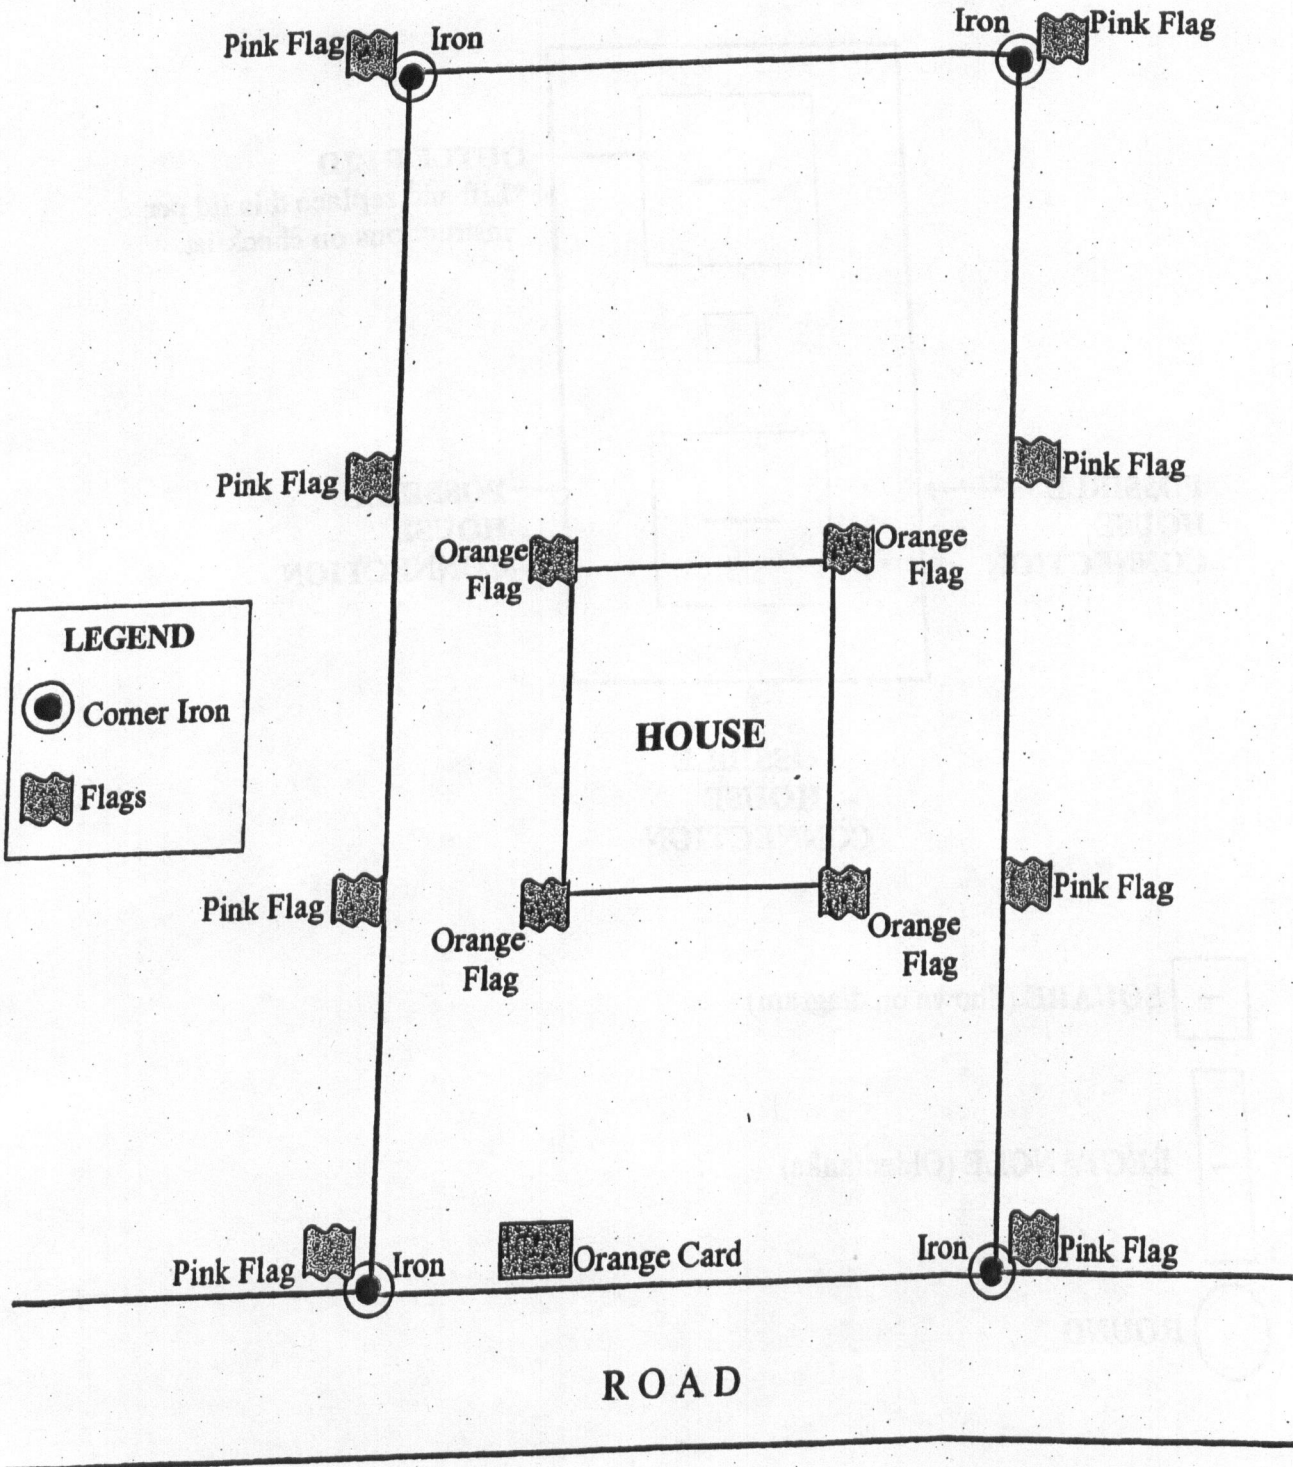 Pink Flag Iron Iron Pink Flag
Pink Flag Pink Flag
Orange
Flag
Orange
Flag
LEGEND
Corner Iron
Flags
HOUSE
Pink Flag Pink Flag
Orange
Flag
Orange
Flag
Pink Flag Iron Orange Card Iron Pink Flag
ROAD